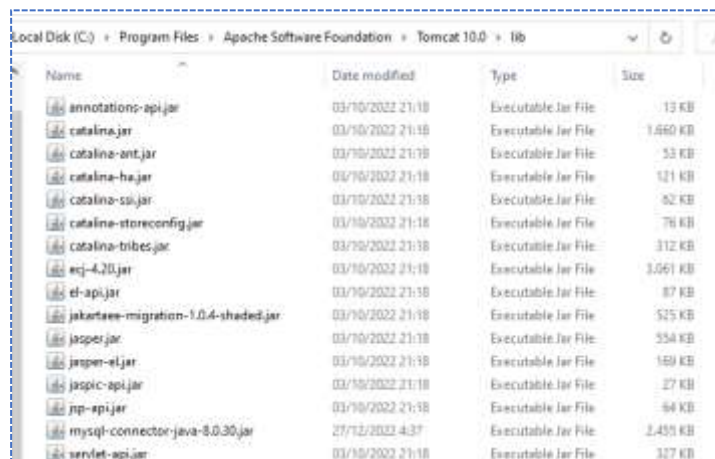 Local Disk (C:) › Program Files › Apache Software Foundation › Tomcat 10.0 › lib
Name Date modified Type Size
annotations-api.jar 03/10/2022 21:18 Executable Jar File 13 KB
catalina.jar 03/10/2022 21:18 Executable Jar File 1.660 KB
catalina-ant.jar 03/10/2022 21:18 Executable Jar File 53 KB
catalina-ha.jar 03/10/2022 21:18 Executable Jar File 121 KB
catalina-ssi.jar 03/10/2022 21:18 Executable Jar File 62 KB
catalina-storeconfig.jar 03/10/2022 21:18 Executable Jar File 76 KB
catalina-tribes.jar 03/10/2022 21:18 Executable Jar File 312 KB
ecj-4.20.jar 03/10/2022 21:18 Executable Jar File 3.061 KB
el-api.jar 03/10/2022 21:18 Executable Jar File 87 KB
jakartaee-migration-1.0.4-shaded.jar 03/10/2022 21:18 Executable Jar File 525 KB
jasper.jar 03/10/2022 21:18 Executable Jar File 554 KB
jasper-el.jar 03/10/2022 21:18 Executable Jar File 169 KB
jaspic-api.jar 03/10/2022 21:18 Executable Jar File 27 KB
jsp-api.jar 03/10/2022 21:18 Executable Jar File 64 KB
mysql-connector-java-8.0.30.jar 27/12/2022 4:37 Executable Jar File 2.455 KB
servlet-api.jar 03/10/2022 21:18 Executable Jar File 327 KB